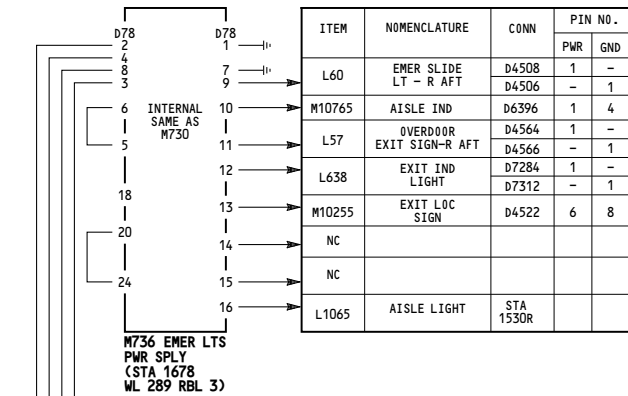 D78 D78
2 1
4
8 7
3 9
6 INTERNAL 10
SAME AS
M730
5 11
12
18
13
20
14
24 15
16
M736 EMER LTS
PWR SPLY
(STA 1678
WL 289 RBL 3)
ITEM NOMENCLATURE CONN PIN NO.
PWR GND
L60 EMER SLIDE LT - R AFT D4508 1 -
D4506 - 1
M10765 AISLE IND D6396 1 4
L57 OVERDOOR EXIT SIGN-R AFT D4564 1 -
D4566 - 1
L638 EXIT IND LIGHT D7284 1 -
D7312 - 1
M10255 EXIT LOC SIGN D4522 6 8
NC
NC
L1065 AISLE LIGHT STA 1530R